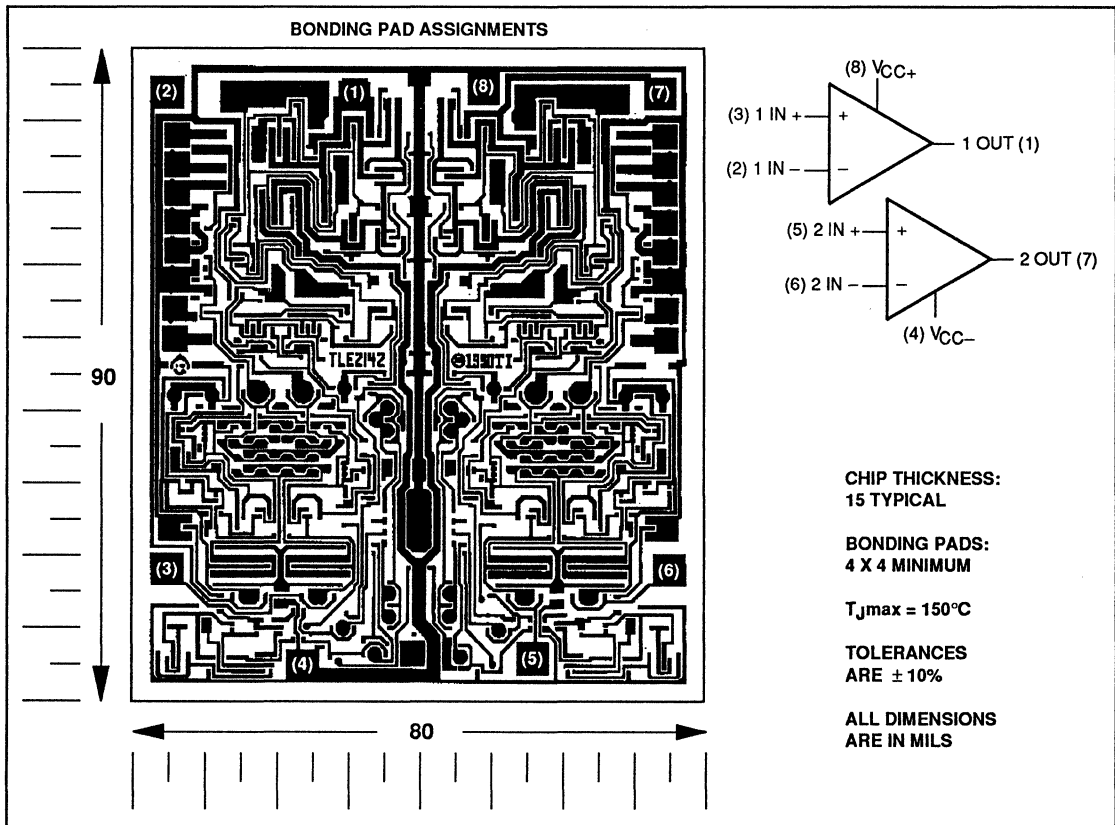 BONDING PAD ASSIGNMENTS
(2)
(1)
(8)
(7)
TLE2142
©1990TI
(3)
(6)
(4)
(5)
90
80
(8) VCC+
(3) 1 IN +
+
1 OUT (1)
(2) 1 IN –
–
(5) 2 IN +
+
2 OUT (7)
(6) 2 IN –
–
(4) VCC–
CHIP THICKNESS:
15 TYPICAL
BONDING PADS:
4 X 4 MINIMUM
TJmax = 150°C
TOLERANCES
ARE ± 10%
ALL DIMENSIONS
ARE IN MILS